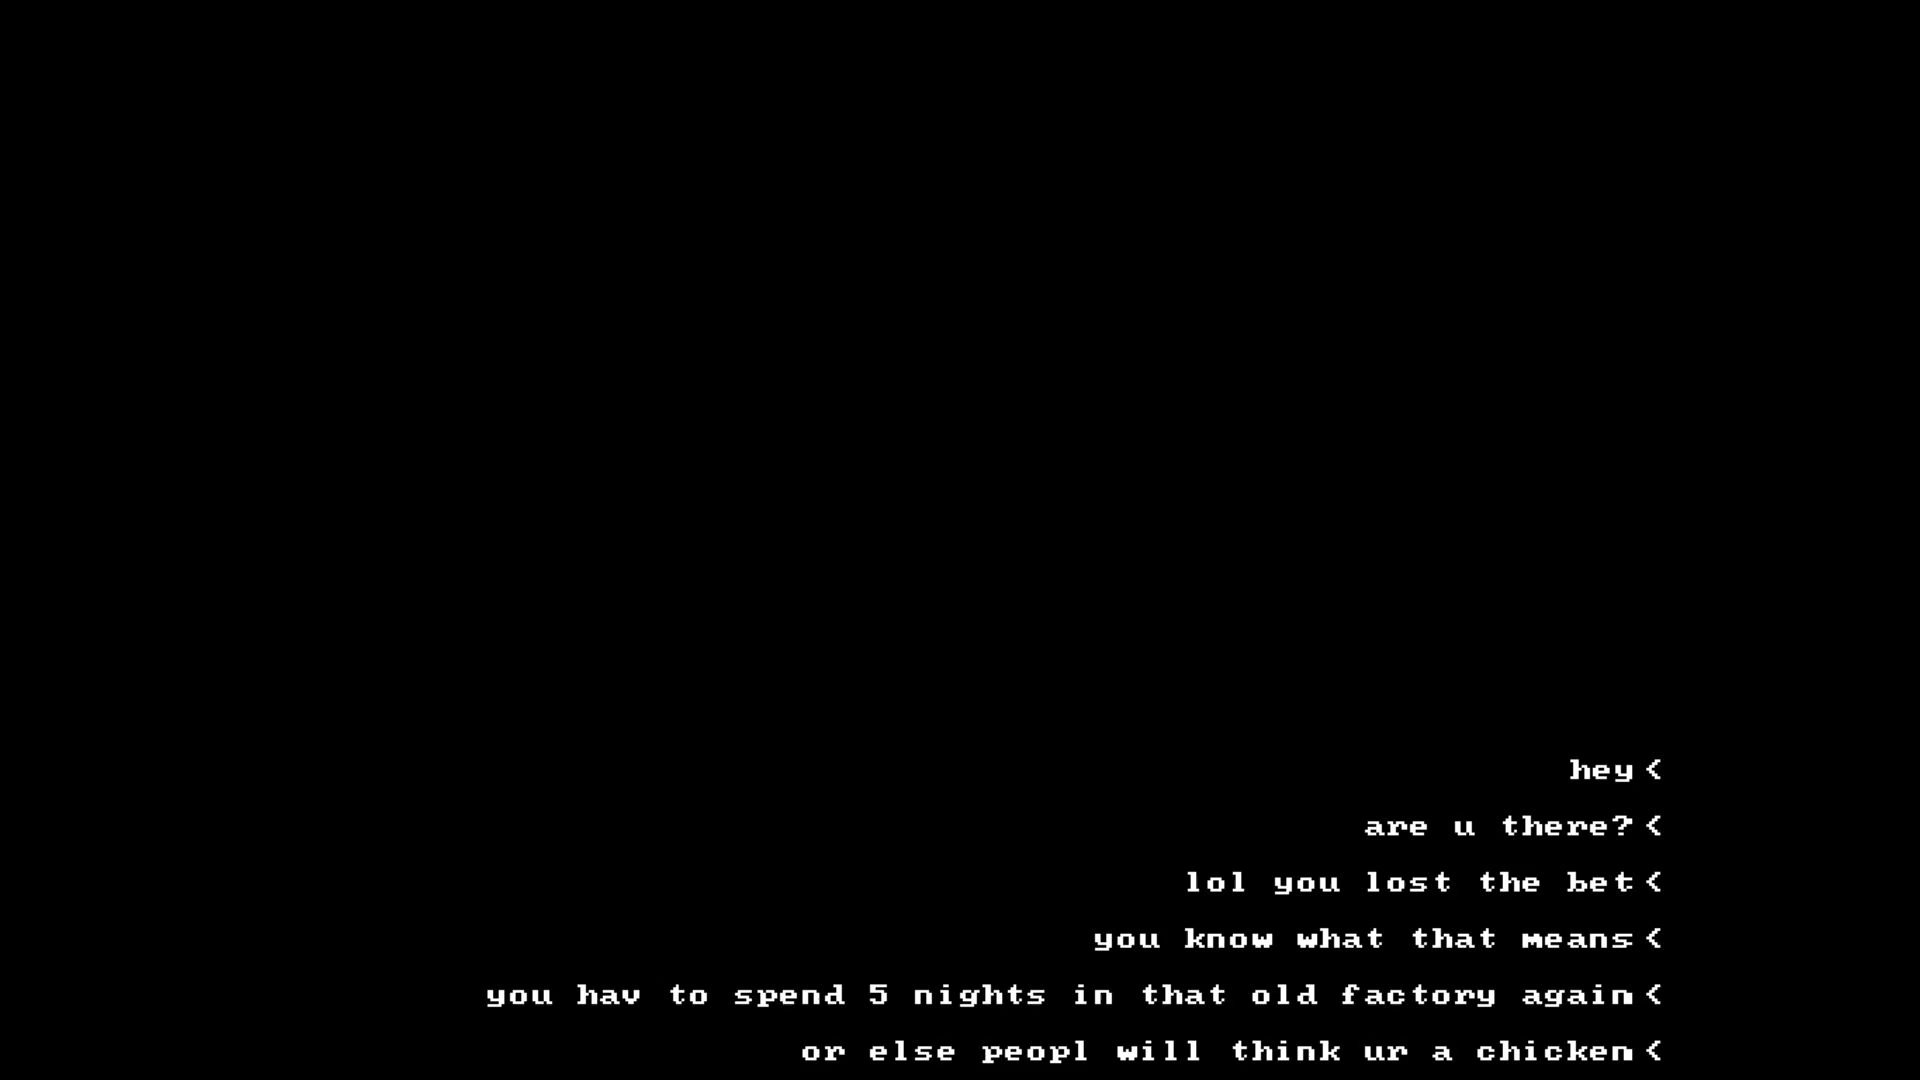 hey <
are u there? <
lol you lost the bet <
you know what that means <
you hav to spend 5 nights in that old factory again <
or else peopl will think ur a chicken <